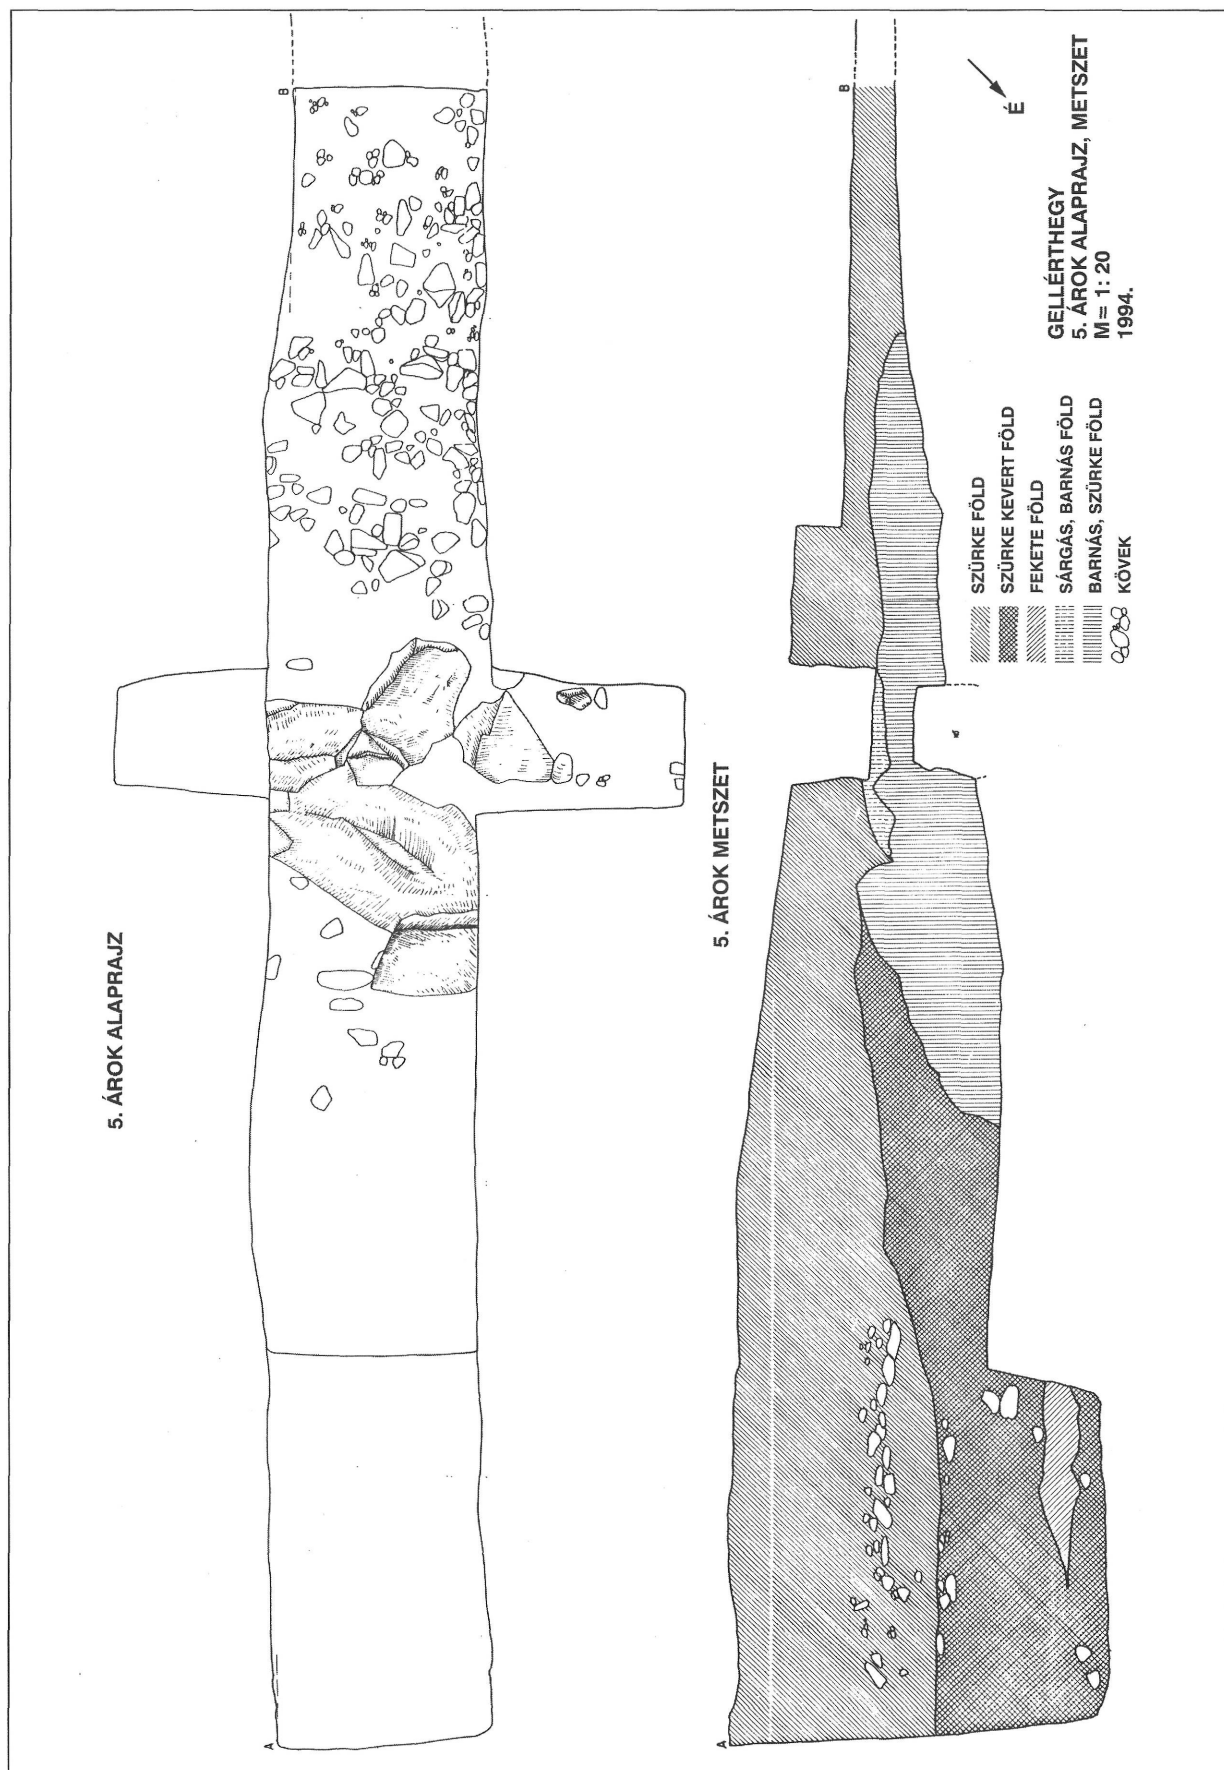 5. ÁROK ALAPRAJZ
A
B
5. ÁROK METSZET
A
B
É
GELLÉRTHEGY
5. ÁROK ALAPRAJZ, METSZET
M= 1: 20
1994.
SZÜRKE FÖLD
SZÜRKE KEVERT FÖLD
FEKETE FÖLD
SÁRGÁS, BARNÁS FÖLD
BARNÁS, SZÜRKE FÖLD
KÖVEK